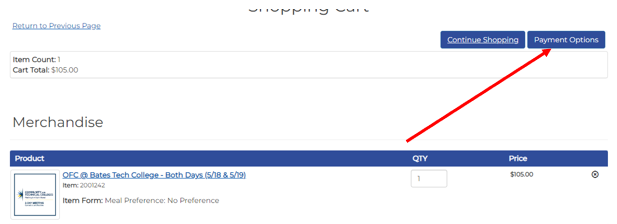 Shopping Cart
Return to Previous Page
Continue Shopping Payment Options
Item Count: 1
Cart Total: $105.00
Merchandise
Product QTY Price
OFC @ Bates Tech College - Both Days (5/18 & 5/19) 1 $105.00
Item: 2001242
Item Form: Meal Preference: No Preference